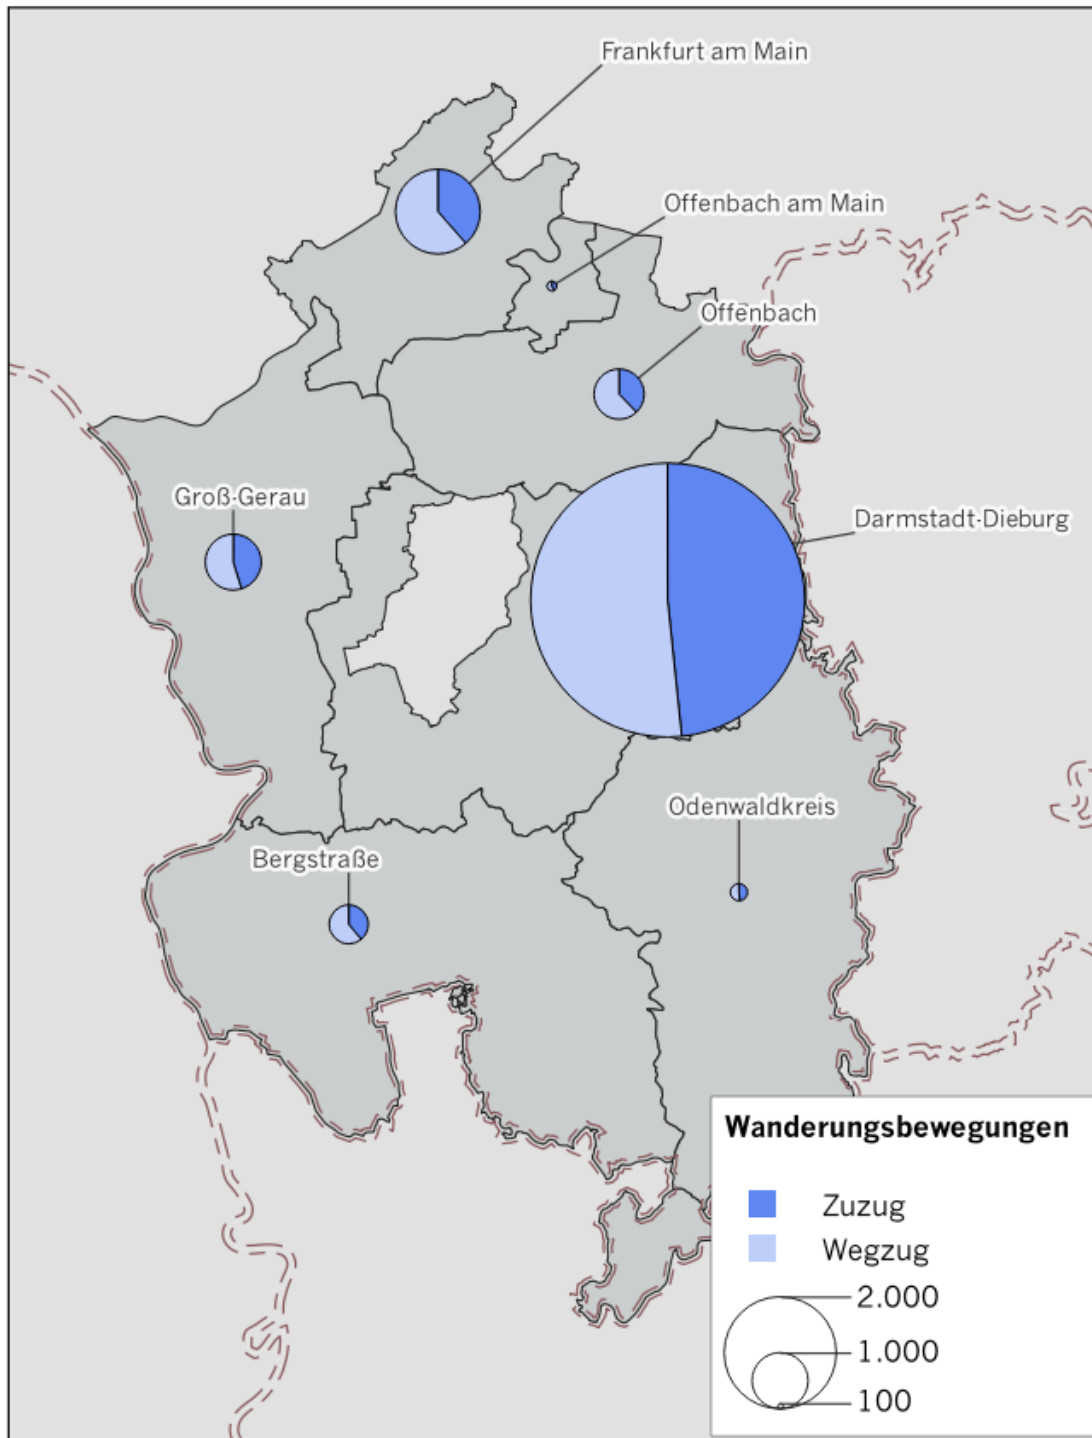 Frankfurt am Main
Offenbach am Main
Offenbach
Groß-Gerau
Darmstadt-Dieburg
Odenwaldkreis
Bergstraße
Wanderungsbewegungen
Zuzug
Wegzug
2.000
1.000
100